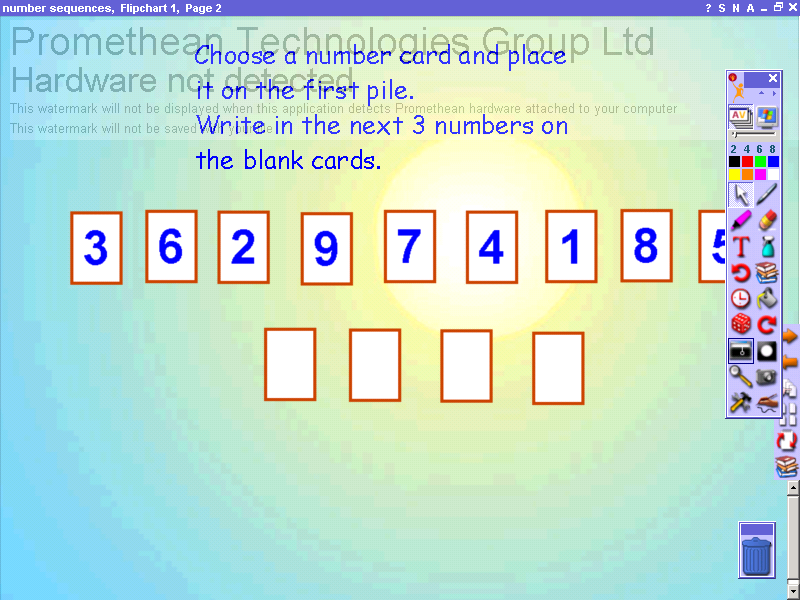 number sequences, Flipchart 1, Page 2
? S N A
Promethean Technologies Group Ltd
Hardware not detected
This watermark will not be displayed when this application detects Promethean hardware attached to your computer
This watermark will not be saved with your
Choose a number card and place
it on the first pile.
Write in the next 3 numbers on
the blank cards.
3 6 2 9 7 4 1 8 5
AV
2 4 6 8
T